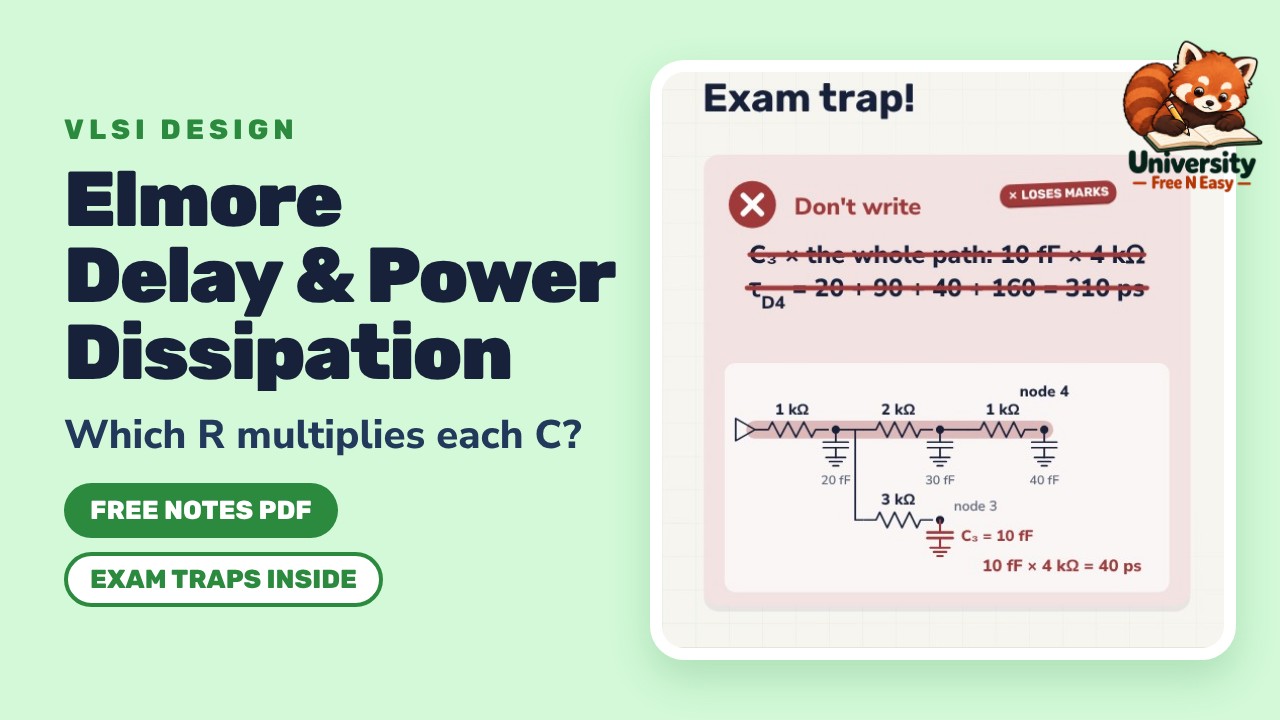 VLSI DESIGN
Elmore
Delay & Power
Dissipation
Which R multiplies each C?
FREE NOTES PDF
EXAM TRAPS INSIDE
Exam trap!
University
Free N Easy
Don't write
× LOSES MARKS
C₃ × the whole path: 10 fF × 4 kΩ
τD4 = 20 + 90 + 40 + 160 = 310 ps
node 4
1 kΩ 2 kΩ 1 kΩ
20 fF 30 fF 40 fF
3 kΩ
node 3
C₃ = 10 fF
10 fF × 4 kΩ = 40 ps